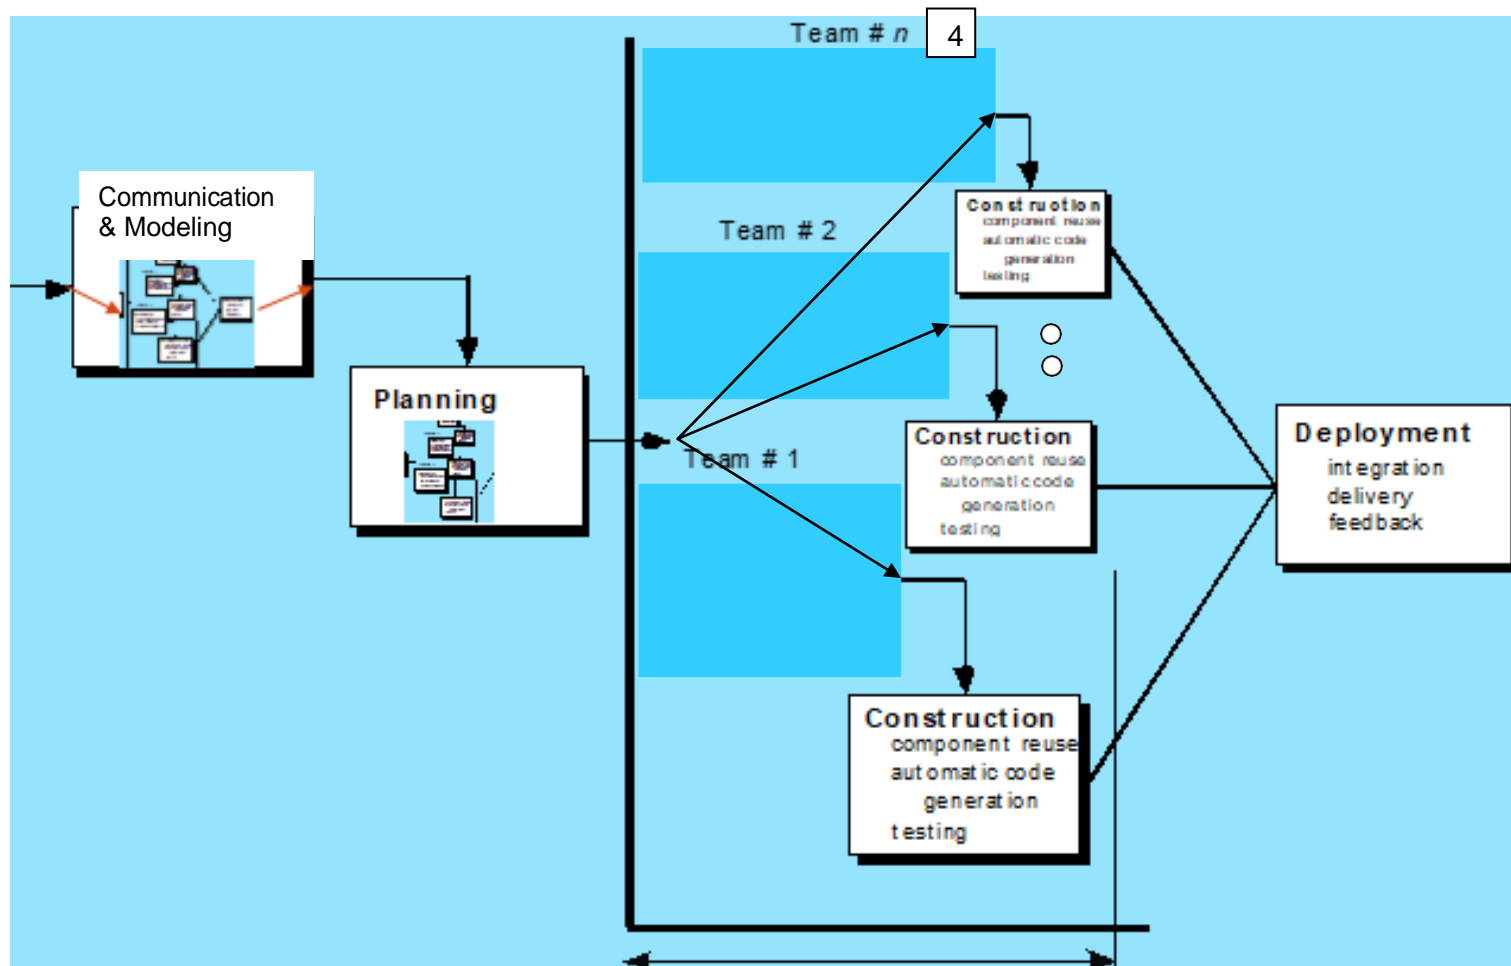 Team # n
4
Communication
& Modeling
Team # 2
Construction
component reuse
automatic code
generation
testing
Planning
Team # 1
Construction
component reuse
automatic code
generation
testing
Deployment
integration
delivery
feedback
Construction
component reuse
automatic code
generation
testing